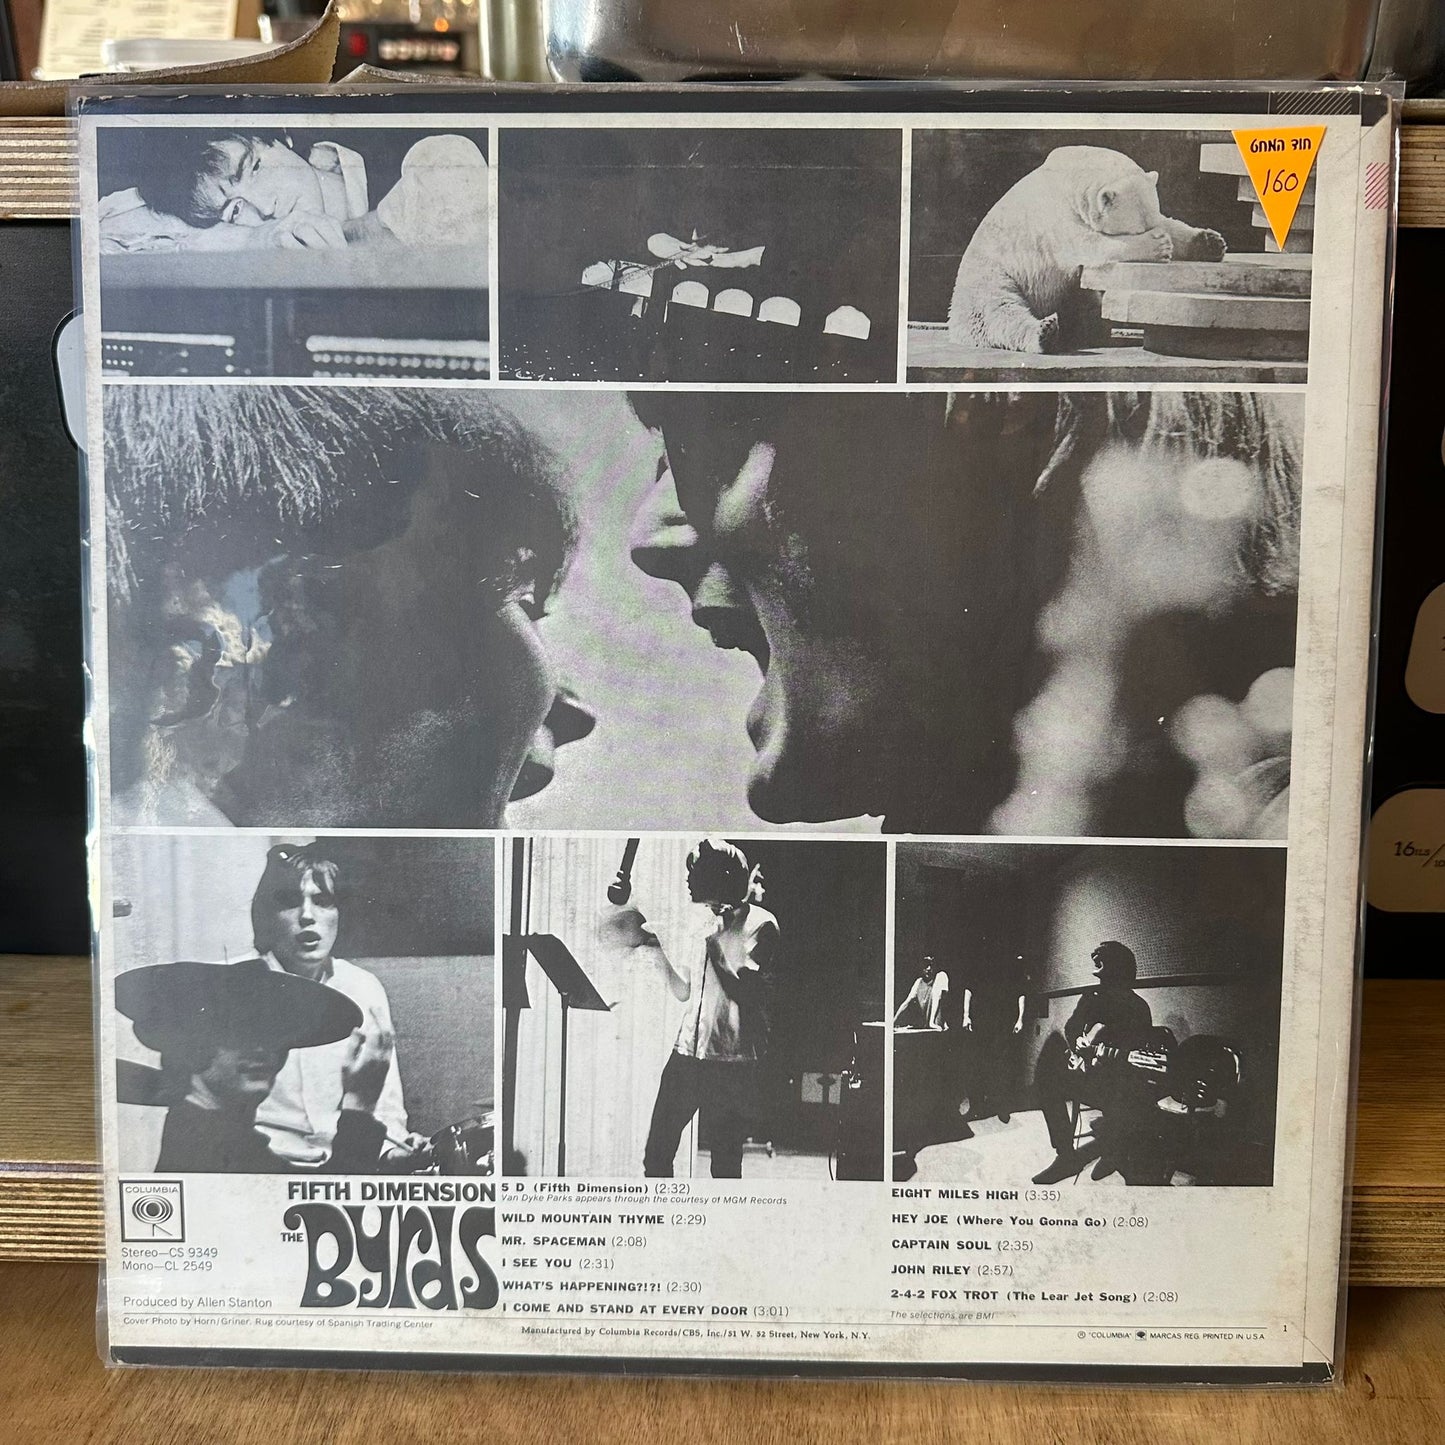 חוד המחט
160
COLUMBIA
Stereo—CS 9349
Mono—CL 2549
Produced by Allen Stanton
FIFTH DIMENSION
THE
Byrds
5 D (Fifth Dimension) (2:32)
Van Dyke Parks appears through the courtesy of MGM Records
WILD MOUNTAIN THYME (2:29)
MR. SPACEMAN (2:08)
I SEE YOU (2:31)
WHAT'S HAPPENING?!?! (2:30)
I COME AND STAND AT EVERY DOOR (3:01)
EIGHT MILES HIGH (3:35)
HEY JOE (Where You Gonna Go) (2:08)
CAPTAIN SOUL (2:35)
JOHN RILEY (2:57)
2-4-2 FOX TROT (The Lear Jet Song) (2:08)
The selections are BMI
Cover Photo by Horn/Griner. Rug courtesy of Spanish Trading Center
Manufactured by Columbia Records/CBS, Inc./51 W. 52 Street, New York, N.Y.
® "COLUMBIA" MARCAS REG. PRINTED IN U.S.A
1